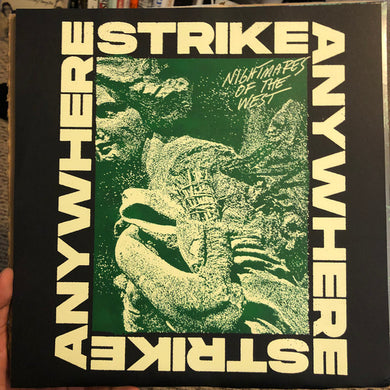 STRIKE
ANYWHERE
STRIKE
ANYWHERE
NIGHTMARES
OF THE
WEST